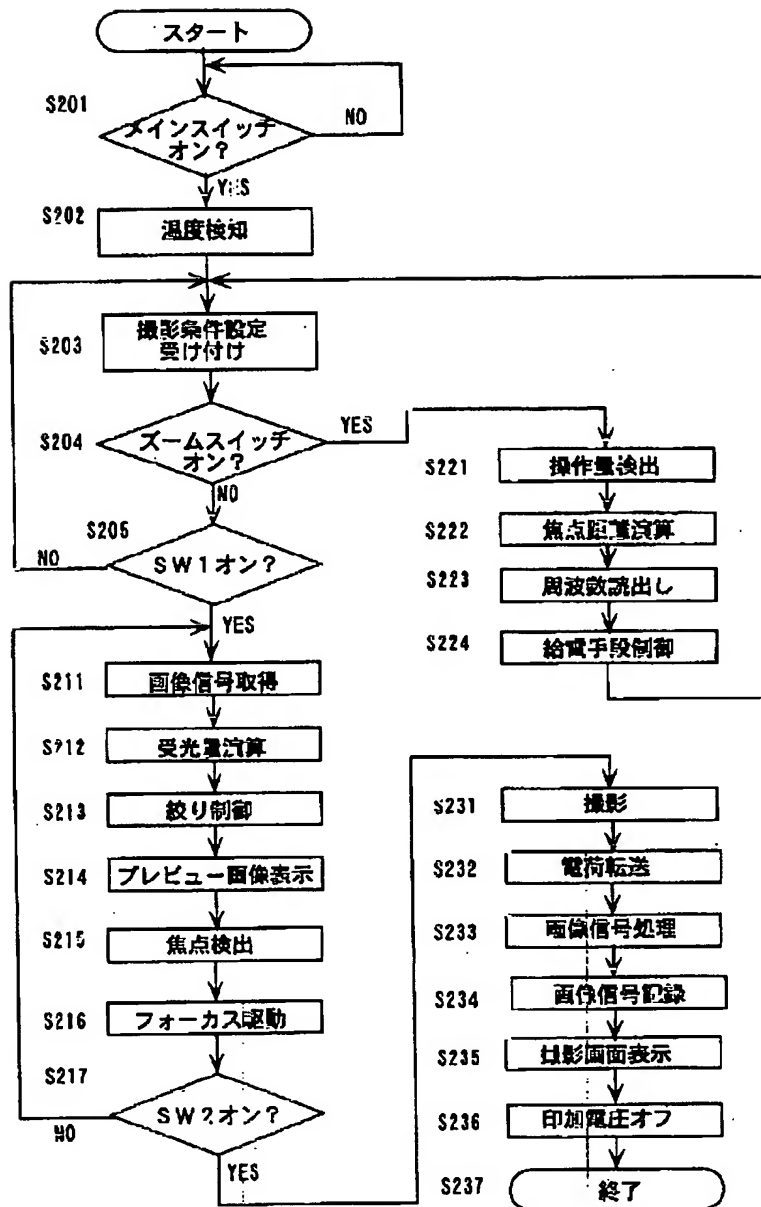 スタート
S201
メインスイッチ
オン?
NO
YES
S202
温度検知
S203
撮影条件設定
受け付け
S204
ズームスイッチ
オン?
YES
NO
S205
SW1オン?
NO
YES
S211
画像信号取得
S212
受光量演算
S213
絞り制御
S214
プレビュー画像表示
S215
焦点検出
S216
フォーカス駆動
S217
SW2オン?
NO
YES
S221
操作量検出
S222
焦点距離演算
S223
周波数読出し
S224
給電手段制御
S231
撮影
S232
電荷転送
S233
画像信号処理
S234
画像信号記録
S235
撮影画面表示
S236
印加電圧オフ
S237
終了